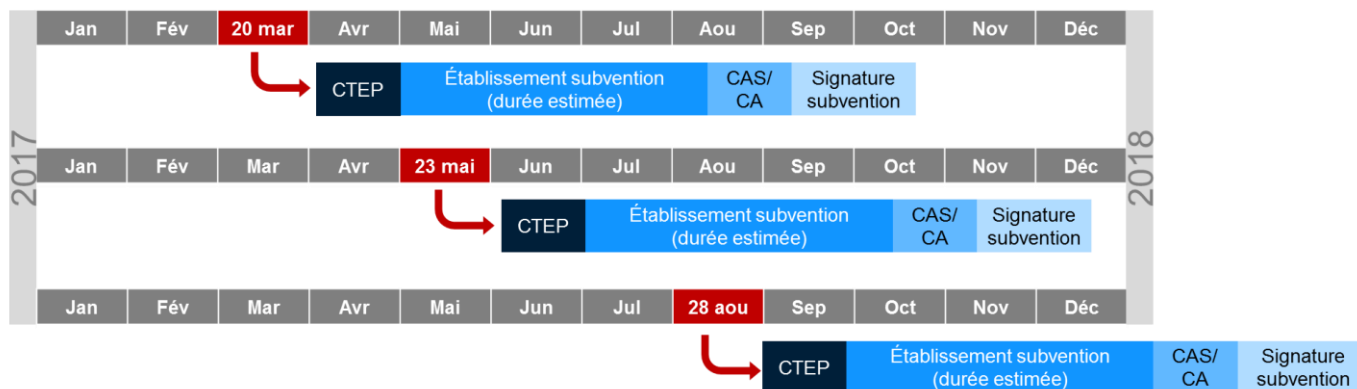 Jan Fév 20 mar Avr Mai Jun Jul Aou Sep Oct Nov Déc
CTEP
Établissement subvention
(durée estimée)
CAS/
CA
Signature
subvention
2017
2018
Jan Fév Mar Avr 23 mai Jun Jul Aou Sep Oct Nov Déc
CTEP
Établissement subvention
(durée estimée)
CAS/
CA
Signature
subvention
Jan Fév Mar Avr Mai Jun Jul 28 aou Sep Oct Nov Déc
CTEP
Établissement subvention
(durée estimée)
CAS/
CA
Signature
subvention